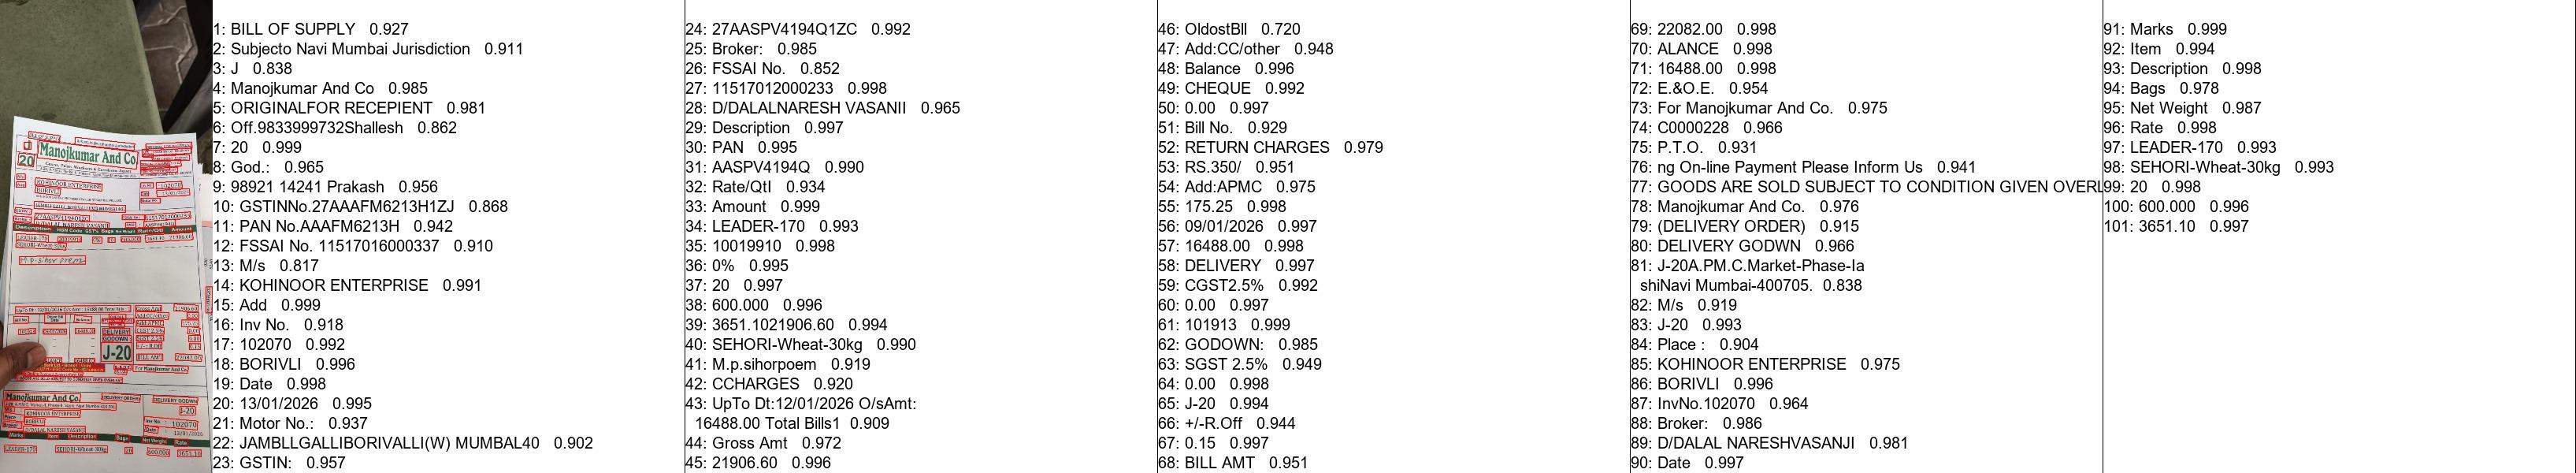 1: BILL OF SUPPLY 0.927
2: Subjecto Navi Mumbai Jurisdiction 0.911
3: J 0.838
4: Manojkumar And Co 0.985
5: ORIGINALFOR RECEPIENT 0.981
6: Off.9833999732Shallesh 0.862
7: 20 0.999
8: God.: 0.965
9: 98921 14241 Prakash 0.956
10: GSTINNo.27AAAFM6213H1ZJ 0.868
11: PAN No.AAAFM6213H 0.942
12: FSSAI No. 11517016000337 0.910
13: M/s 0.817
14: KOHINOOR ENTERPRISE 0.991
15: Add 0.999
16: Inv No. 0.918
17: 102070 0.992
18: BORIVLI 0.996
19: Date 0.998
20: 13/01/2026 0.995
21: Motor No.: 0.937
22: JAMBLLGALLIBORIVALLI(W) MUMBAL40 0.902
23: GSTIN: 0.957
24: 27AASPV4194Q1ZC 0.992
25: Broker: 0.985
26: FSSAI No. 0.852
27: 11517012000233 0.998
28: D/DALALNARESH VASANII 0.965
29: Description 0.997
30: PAN 0.995
31: AASPV4194Q 0.990
32: Rate/QtI 0.934
33: Amount 0.999
34: LEADER-170 0.993
35: 10019910 0.998
36: 0% 0.995
37: 20 0.997
38: 600.000 0.996
39: 3651.1021906.60 0.994
40: SEHORI-Wheat-30kg 0.990
41: M.p.sihorpoem 0.919
42: CCHARGES 0.920
43: UpTo Dt:12/01/2026 O/sAmt:
16488.00 Total Bills1 0.909
44: Gross Amt 0.972
45: 21906.60 0.996
46: OldostBll 0.720
47: Add:CC/other 0.948
48: Balance 0.996
49: CHEQUE 0.992
50: 0.00 0.997
51: Bill No. 0.929
52: RETURN CHARGES 0.979
53: RS.350/ 0.951
54: Add:APMC 0.975
55: 175.25 0.998
56: 09/01/2026 0.997
57: 16488.00 0.998
58: DELIVERY 0.997
59: CGST2.5% 0.992
60: 0.00 0.997
61: 101913 0.999
62: GODOWN: 0.985
63: SGST 2.5% 0.949
64: 0.00 0.998
65: J-20 0.994
66: +/-R.Off 0.944
67: 0.15 0.997
68: BILL AMT 0.951
69: 22082.00 0.998
70: ALANCE 0.998
71: 16488.00 0.998
72: E.&O.E. 0.954
73: For Manojkumar And Co. 0.975
74: C0000228 0.966
75: P.T.O. 0.931
76: ng On-line Payment Please Inform Us 0.941
77: GOODS ARE SOLD SUBJECT TO CONDITION GIVEN OVERL
78: Manojkumar And Co. 0.976
79: (DELIVERY ORDER) 0.915
80: DELIVERY GODWN 0.966
81: J-20A.PM.C.Market-Phase-Ia
shiNavi Mumbai-400705. 0.838
82: M/s 0.919
83: J-20 0.993
84: Place : 0.904
85: KOHINOOR ENTERPRISE 0.975
86: BORIVLI 0.996
87: InvNo.102070 0.964
88: Broker: 0.986
89: D/DALAL NARESHVASANJI 0.981
90: Date 0.997
91: Marks 0.999
92: Item 0.994
93: Description 0.998
94: Bags 0.978
95: Net Weight 0.987
96: Rate 0.998
97: LEADER-170 0.993
98: SEHORI-Wheat-30kg 0.993
99: 20 0.998
100: 600.000 0.996
101: 3651.10 0.997